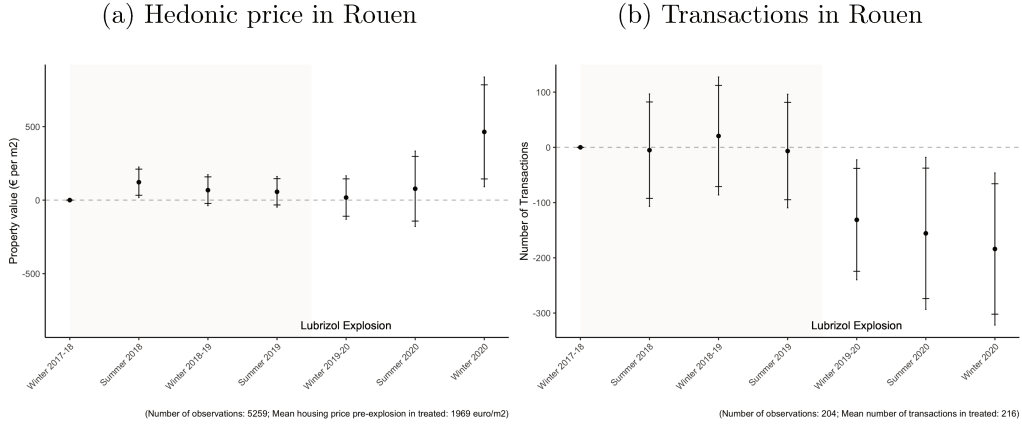 (a) Hedonic price in Rouen
Property value (€ per m2)
500
0
-500
Lubrizol Explosion
Winter 2017-18
Summer 2018
Winter 2018-19
Summer 2019
Winter 2019-20
Summer 2020
Winter 2020
(Number of observations: 5259; Mean housing price pre-explosion in treated: 1969 euro/m2)
(b) Transactions in Rouen
Number of Transactions
100
0
-100
-200
-300
Lubrizol Explosion
Winter 2017-18
Summer 2018
Winter 2018-19
Summer 2019
Winter 2019-20
Summer 2020
Winter 2020
(Number of observations: 204; Mean number of transactions in treated: 216)